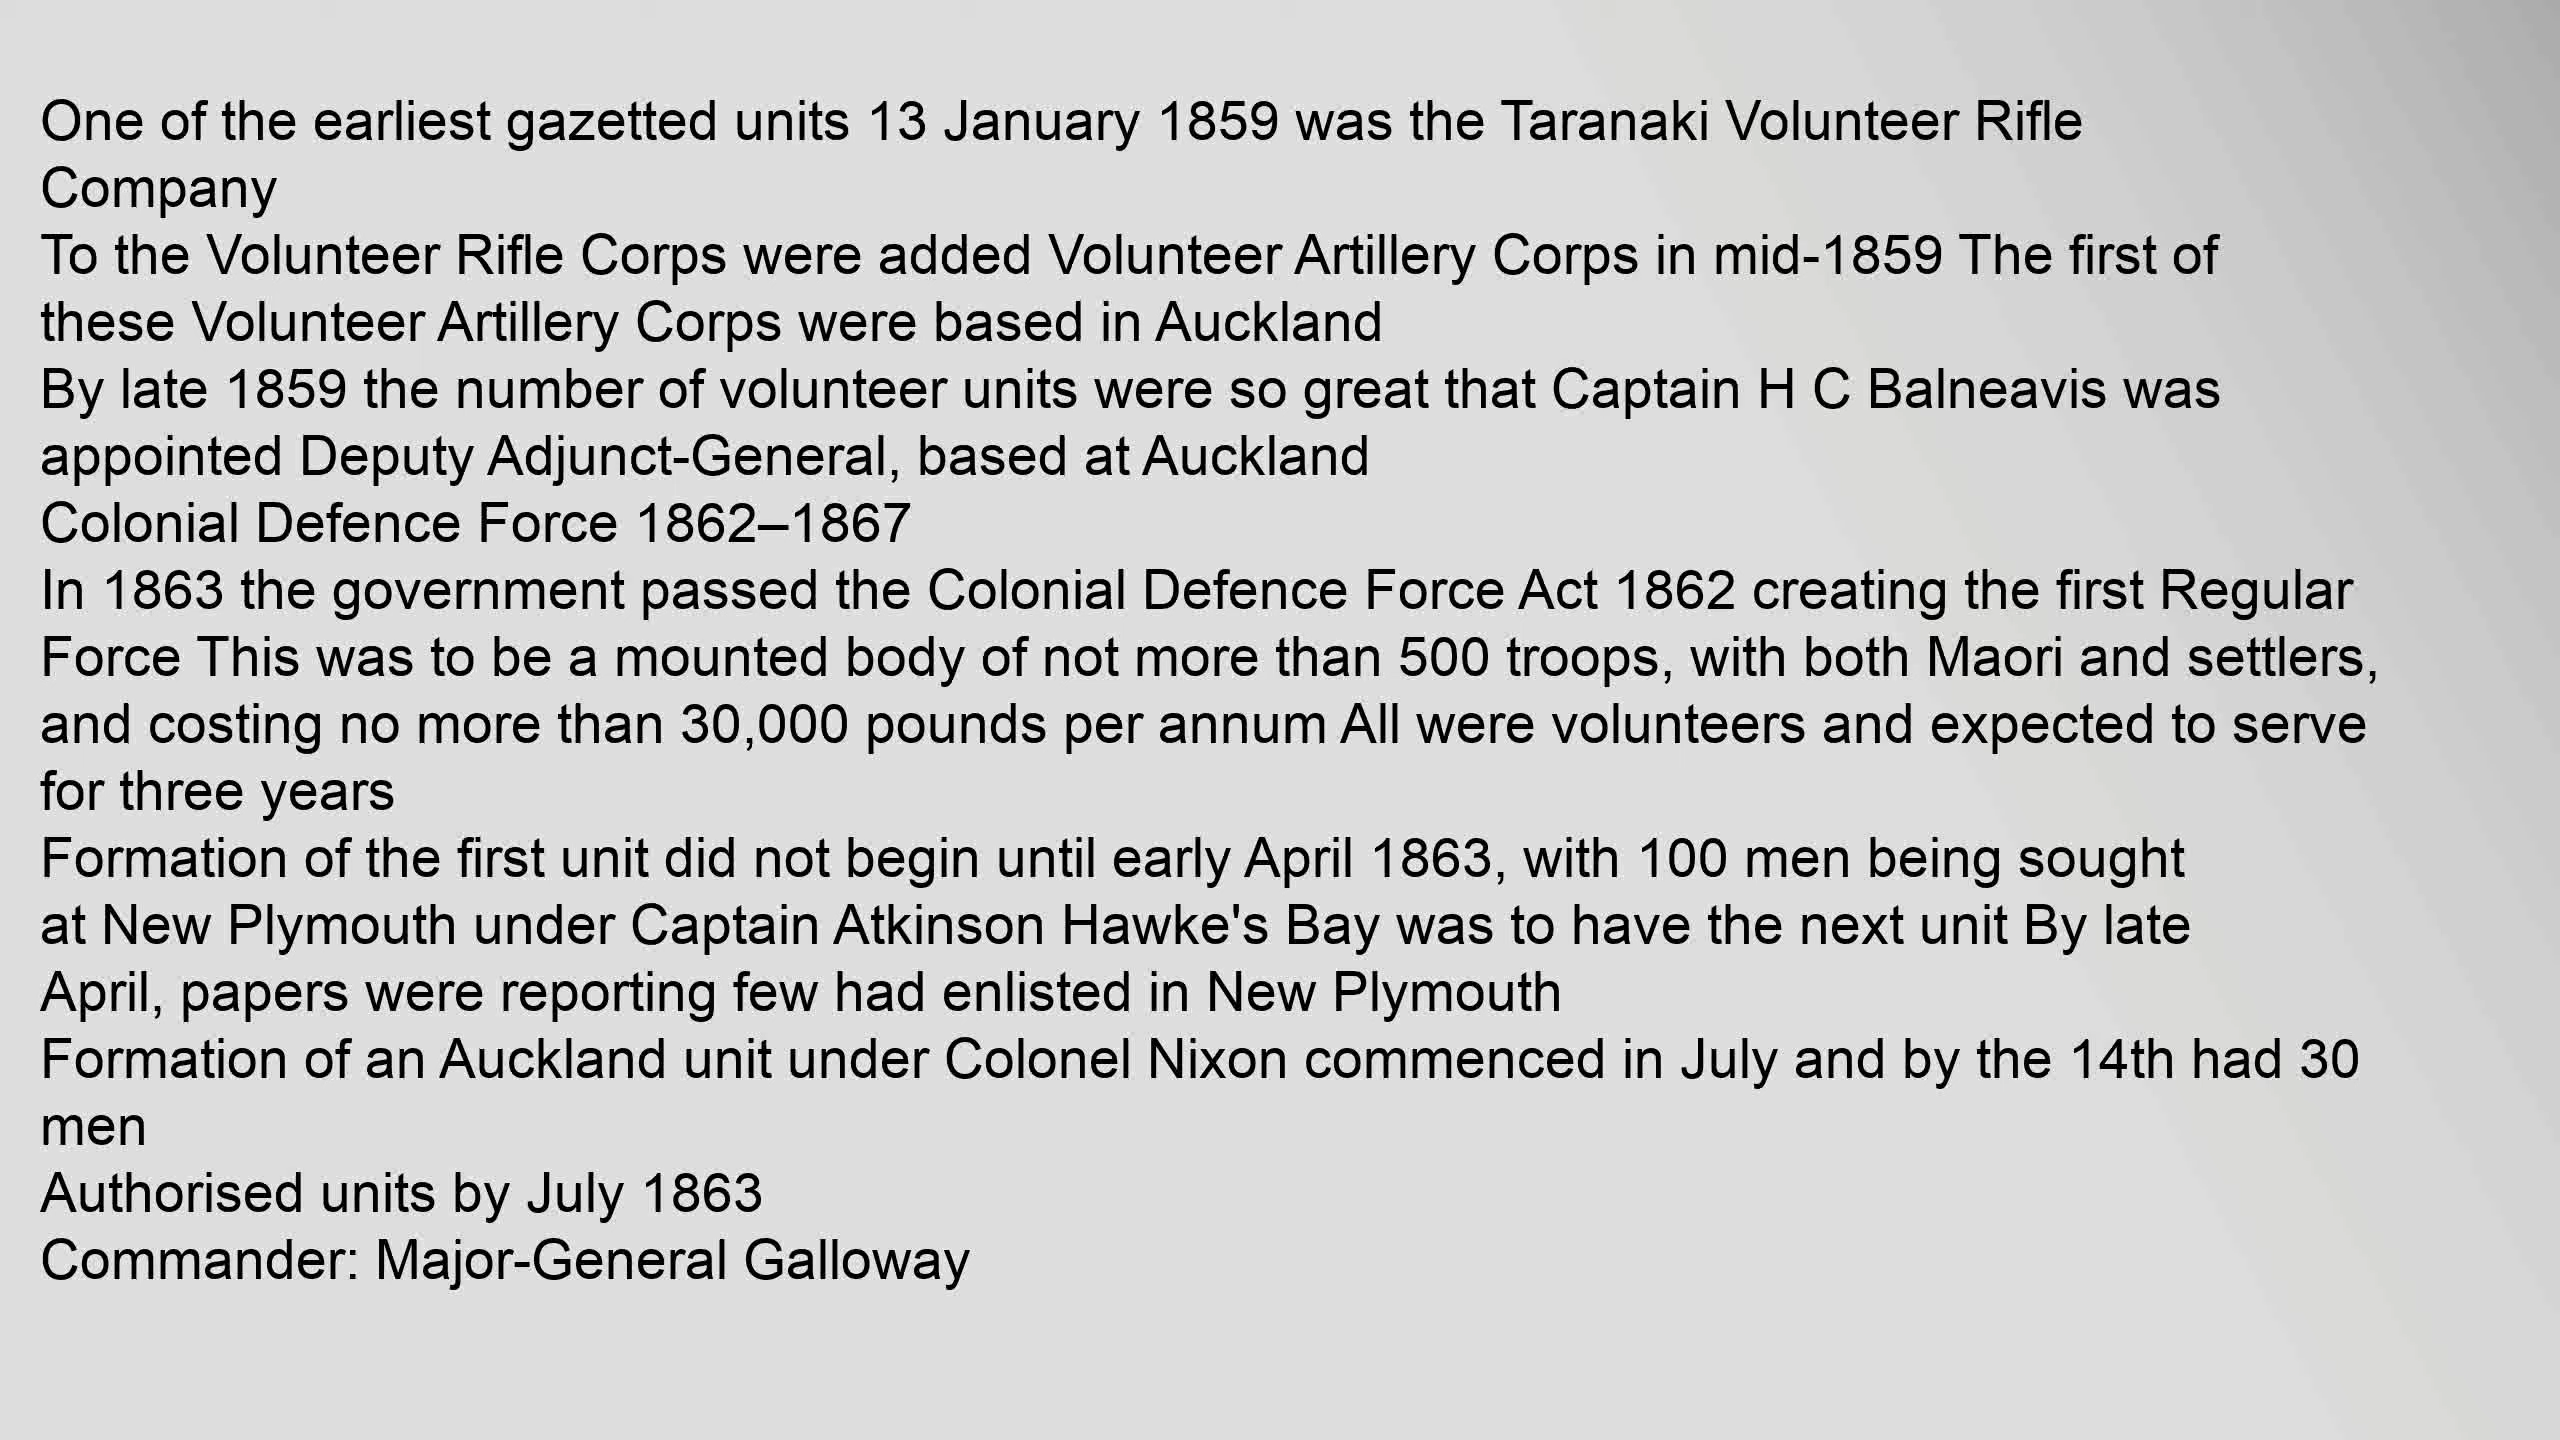 One of the earliest gazetted units 13 January 1859 was the Taranaki Volunteer Rifle
Company
To the Volunteer Rifle Corps were added Volunteer Artillery Corps in mid-1859 The first of
these Volunteer Artillery Corps were based in Auckland
By late 1859 the number of volunteer units were so great that Captain H C Balneavis was
appointed Deputy Adjunct-General, based at Auckland
Colonial Defence Force 1862–1867
In 1863 the government passed the Colonial Defence Force Act 1862 creating the first Regular
Force This was to be a mounted body of not more than 500 troops, with both Maori and settlers,
and costing no more than 30,000 pounds per annum All were volunteers and expected to serve
for three years
Formation of the first unit did not begin until early April 1863, with 100 men being sought
at New Plymouth under Captain Atkinson Hawke's Bay was to have the next unit By late
April, papers were reporting few had enlisted in New Plymouth
Formation of an Auckland unit under Colonel Nixon commenced in July and by the 14th had 30
men
Authorised units by July 1863
Commander: Major-General Galloway